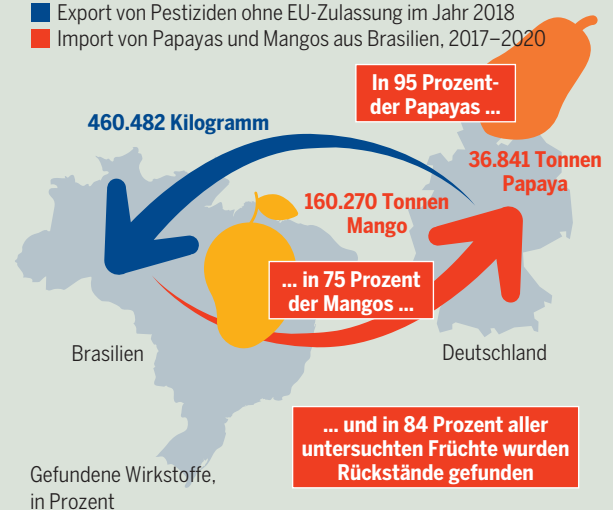 Export von Pestiziden ohne EU-Zulassung im Jahr 2018
Import von Papayas und Mangos aus Brasilien, 2017–2020
In 95 Prozent-
der Papayas ...
460.482 Kilogramm
36.841 Tonnen
Papaya
160.270 Tonnen
Mango
... in 75 Prozent
der Mangos ...
Brasilien
Deutschland
... und in 84 Prozent aller
untersuchten Früchte wurden
Rückstände gefunden
Gefundene Wirkstoffe,
in Prozent